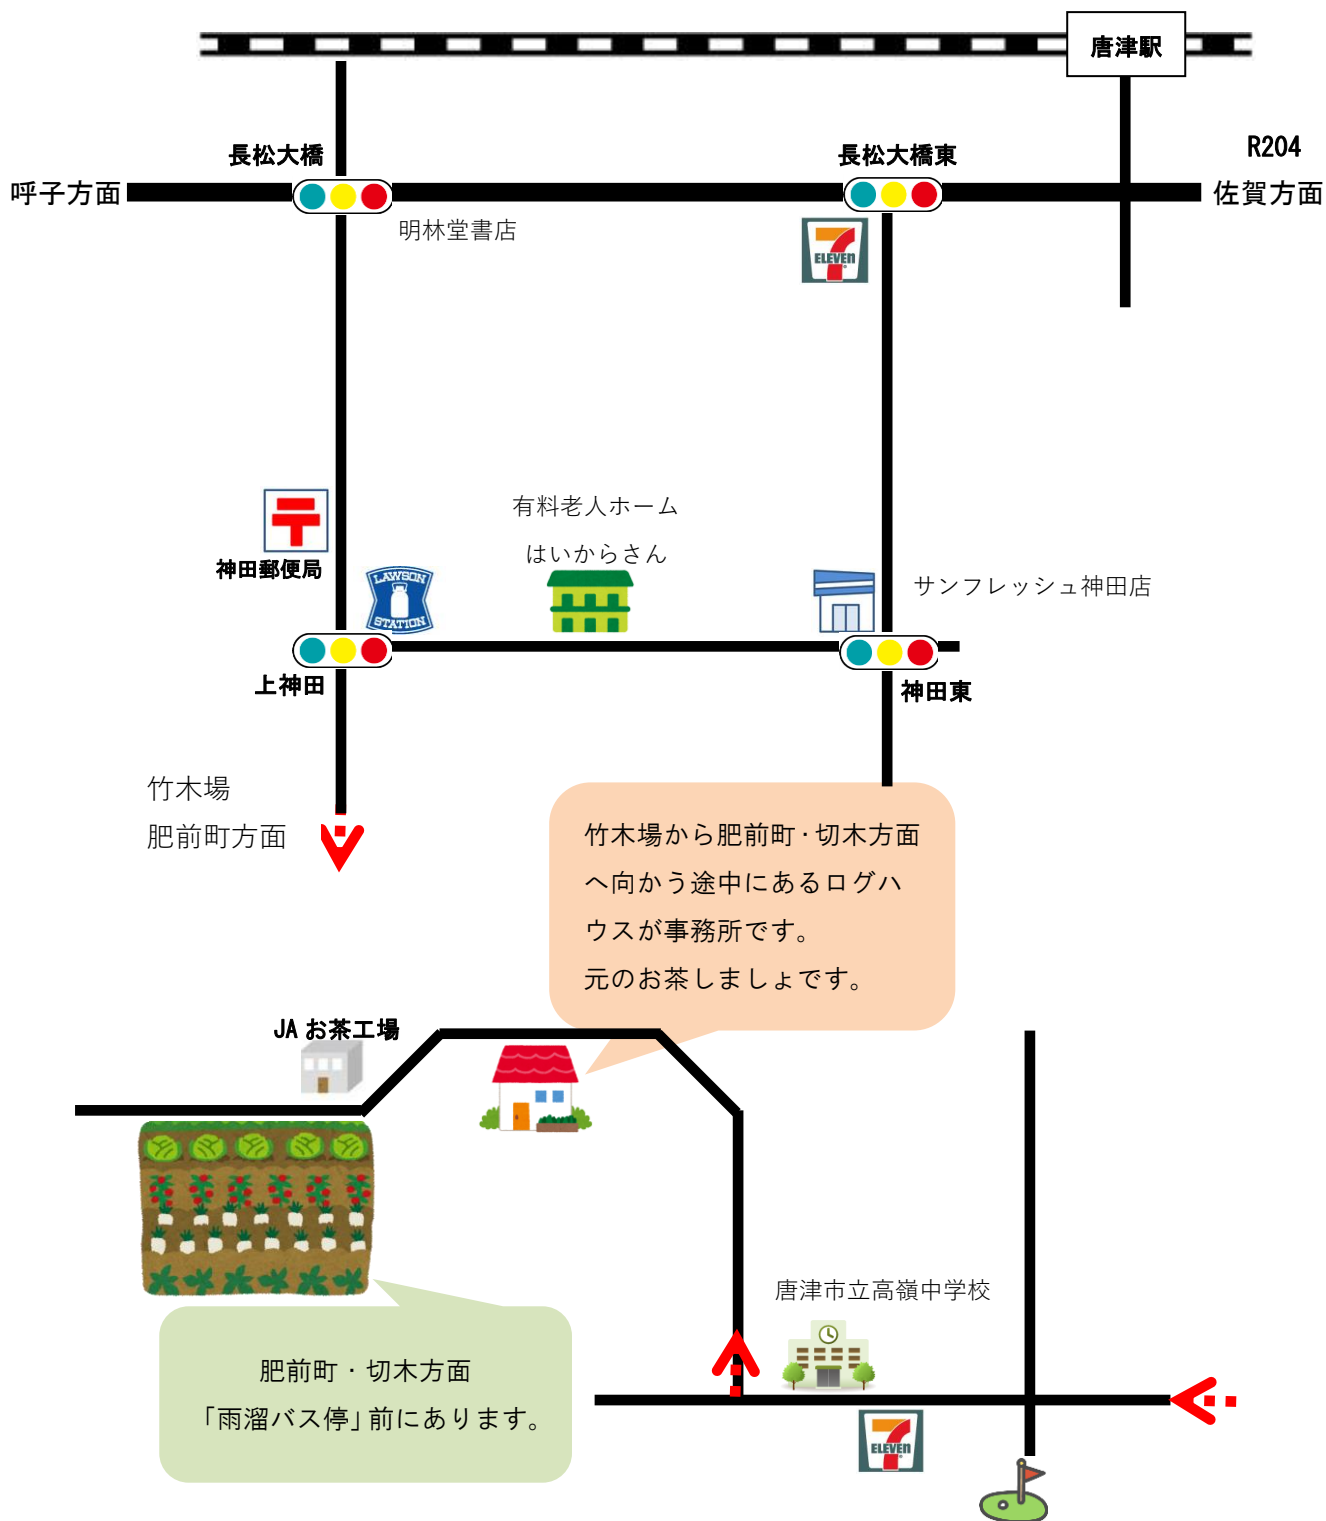 唐津駅
長松大橋
長松大橋東
R204
呼子方面
佐賀方面
明林堂書店
7
ELEVEN
有料老人ホーム
はいからさん
神田郵便局
LAWSON
STATION
サンフレッシュ神田店
上神田
神田東
竹木場
肥前町方面
竹木場から肥前町・切木方面
へ向かう途中にあるログハ
ウスが事務所です。
元のお茶しましょです。
JAお茶工場
唐津市立高嶺中学校
肥前町・切木方面
「雨溜バス停」前にあります。
7
ELEVEN